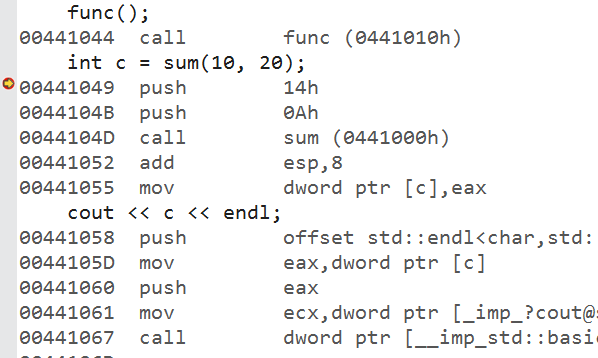 func();
00441044 call func (0441010h)
int c = sum(10, 20);
00441049 push 14h
0044104B push 0Ah
0044104D call sum (0441000h)
00441052 add esp,8
00441055 mov dword ptr [c],eax
cout << c << endl;
00441058 push offset std::endl<char,std:
0044105D mov eax,dword ptr [c]
00441060 push eax
00441061 mov ecx,dword ptr [_imp_?cout@s
00441067 call dword ptr [__imp_std::basi